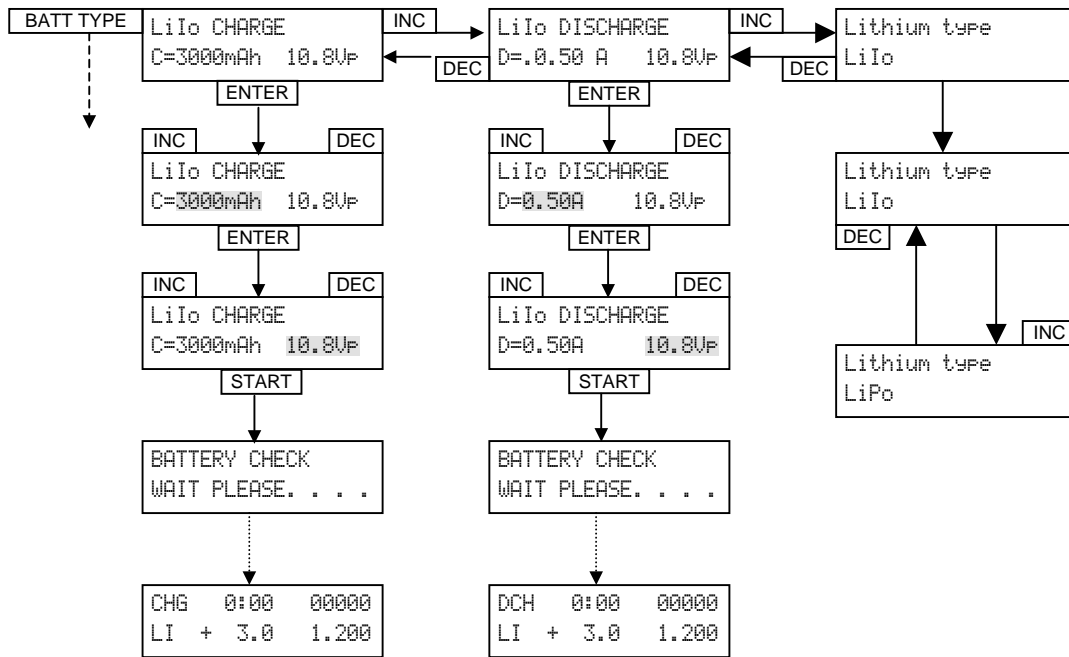 BATT TYPE
LiIo CHARGE
C=3000mAh 10.8Vp
INC
DEC
LiIo DISCHARGE
D=.0.50 A 10.8Vp
INC
DEC
Lithium type
LiIo
ENTER
ENTER
INC DEC
LiIo CHARGE
C=3000mAh 10.8Vp
INC DEC
LiIo DISCHARGE
D=0.50A 10.8Vp
Lithium type
LiIo
DEC
ENTER
ENTER
INC DEC
LiIo CHARGE
C=3000mAh 10.8Vp
INC DEC
LiIo DISCHARGE
D=0.50A 10.8Vp
INC
Lithium type
LiPo
START
START
BATTERY CHECK
WAIT PLEASE. . . .
BATTERY CHECK
WAIT PLEASE. . . .
CHG 0:00 00000
LI + 3.0 1.200
DCH 0:00 00000
LI + 3.0 1.200